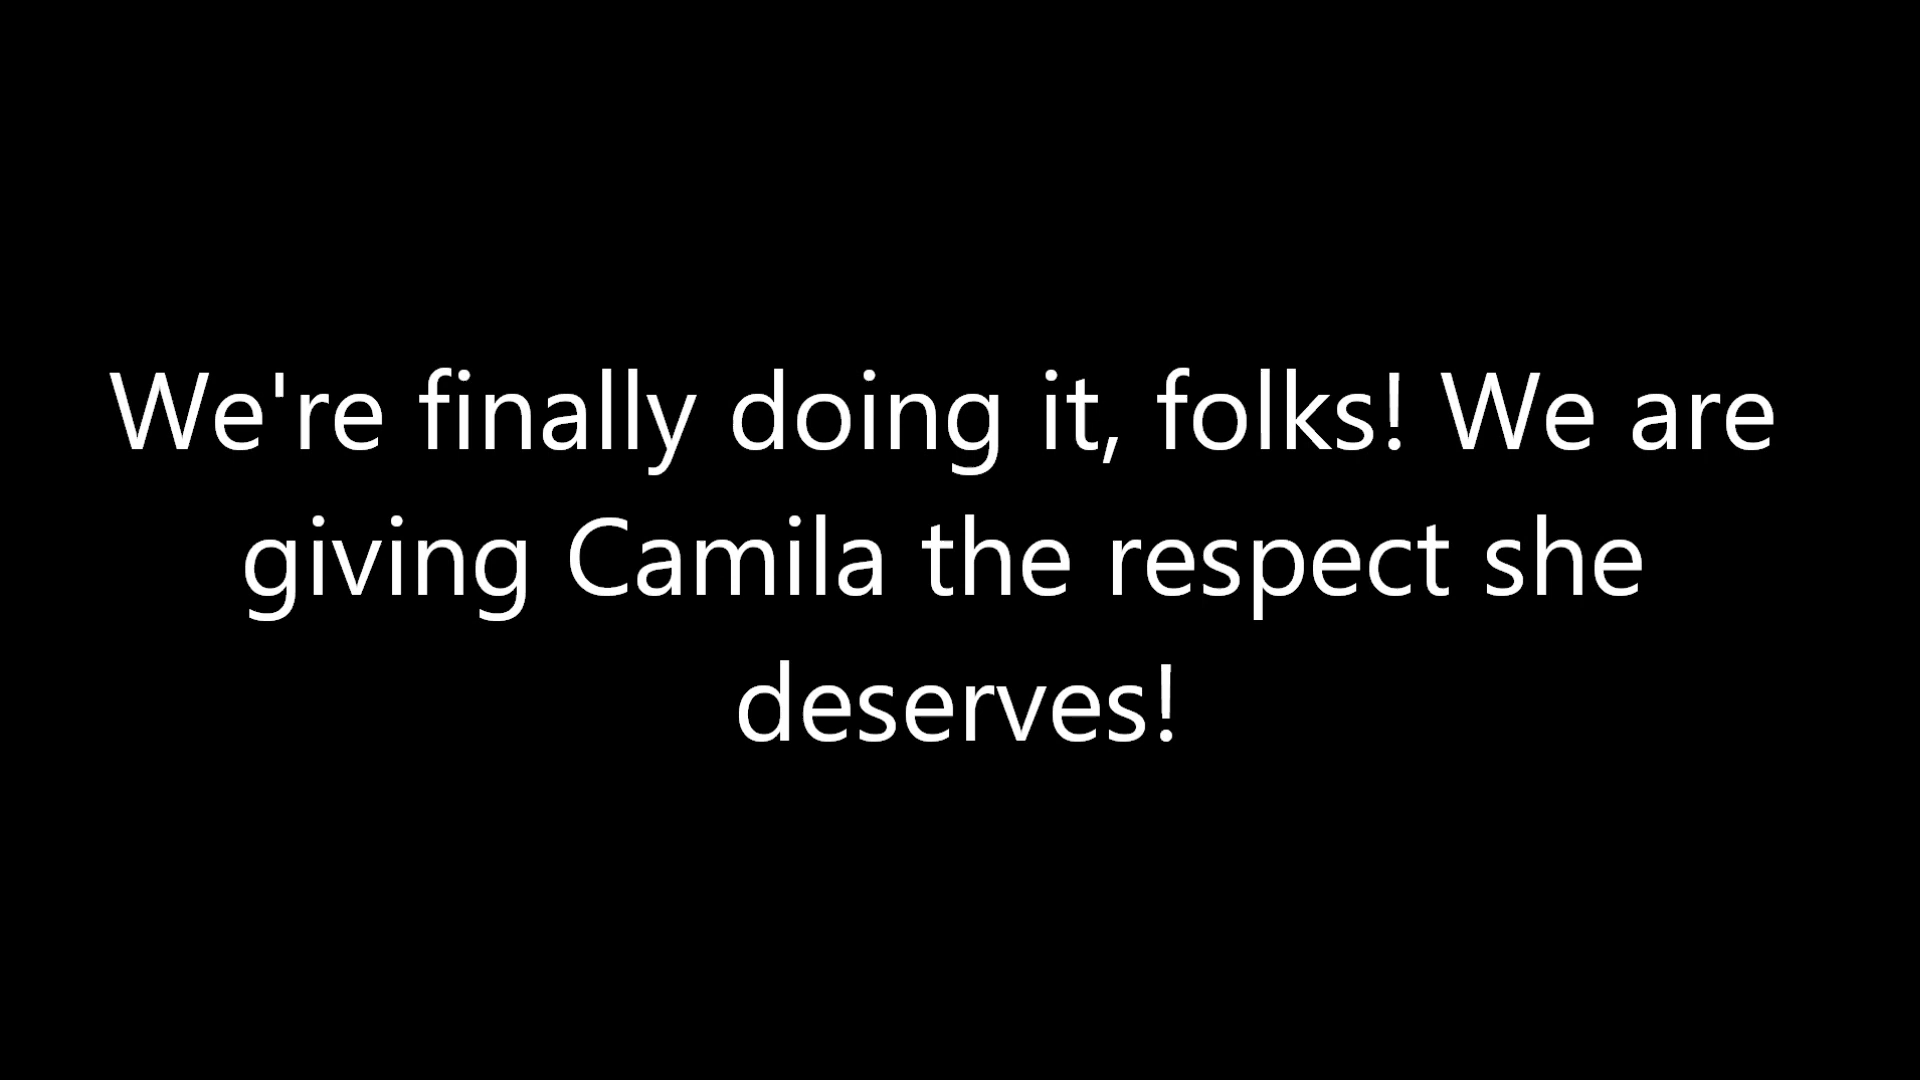 We're finally doing it, folks! We are
giving Camila the respect she
deserves!